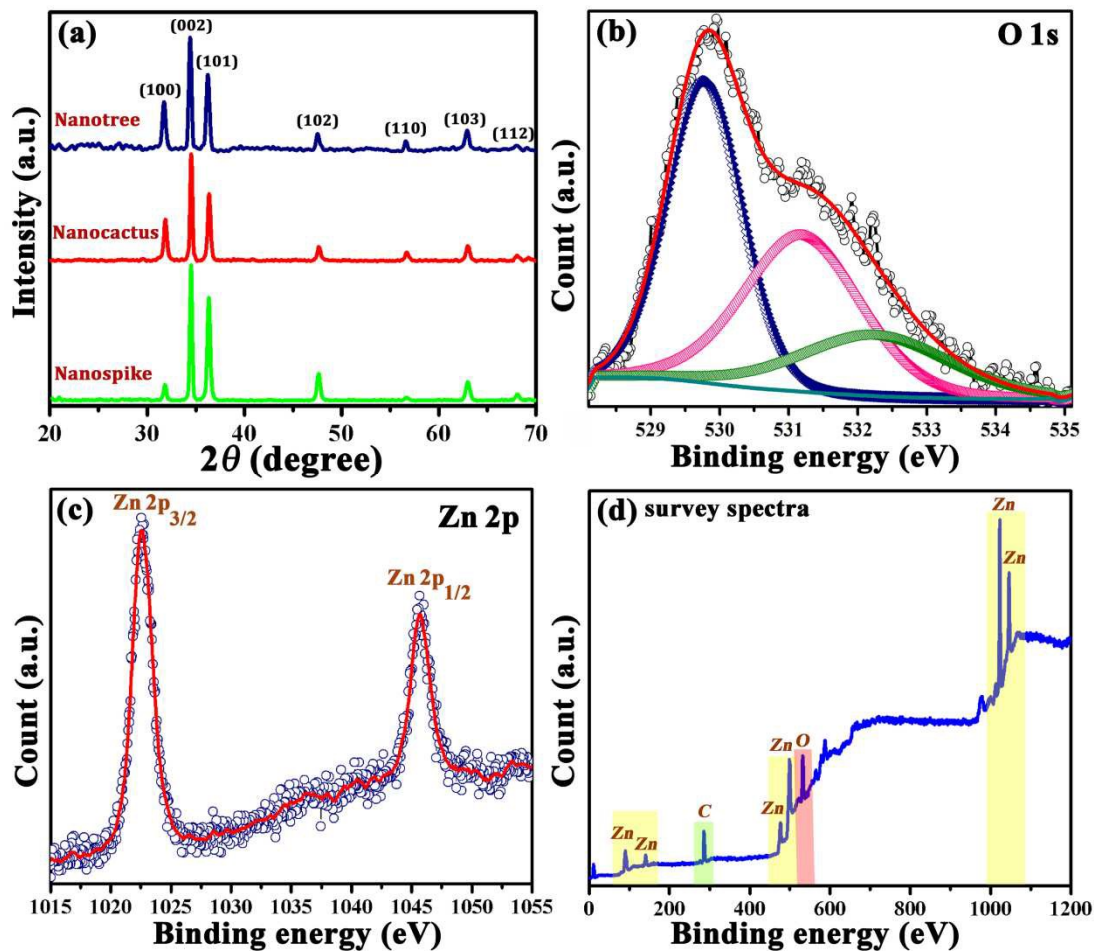 (a)
(002)
(101)
(100)
(102)
(110)
(103)
(112)
Nanotree
Nanocactus
Nanospike
Intensity (a.u.)
20 30 40 50 60 70
2θ (degree)
(b)
O 1s
Count (a.u.)
529 530 531 532 533 534 535
Binding energy (eV)
(c)
Zn 2p3/2
Zn 2p
Zn 2p1/2
Count (a.u.)
1015 1020 1025 1030 1035 1040 1045 1050 1055
Binding energy (eV)
(d) survey spectra
Zn
Zn
Zn O
Zn
C
Zn Zn
Count (a.u.)
0 200 400 600 800 1000 1200
Binding energy (eV)